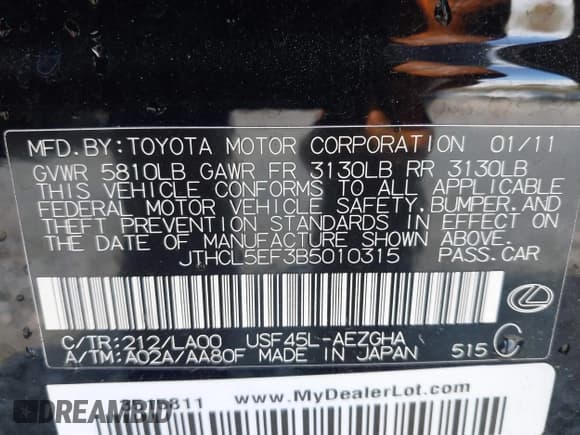 MFD. BY: TOYOTA MOTOR CORPORATION 01/11
GVWR 5810LB GAWR FR 3130LB RR 3130LB
THIS VEHICLE CONFORMS TO ALL APPLICABLE
FEDERAL MOTOR VEHICLE SAFETY, BUMPER, AND
THEFT PREVENTION STANDARDS IN EFFECT ON
THE DATE OF MANUFACTURE SHOWN ABOVE.
JTHCL5EF3B5010315 PASS. CAR
C/TR: 212/LA00 USF45L-AEZGHA
A/TM: A02A/AA80F MADE IN JAPAN 515 C
www.MyDealerLot.com
DREAMBID